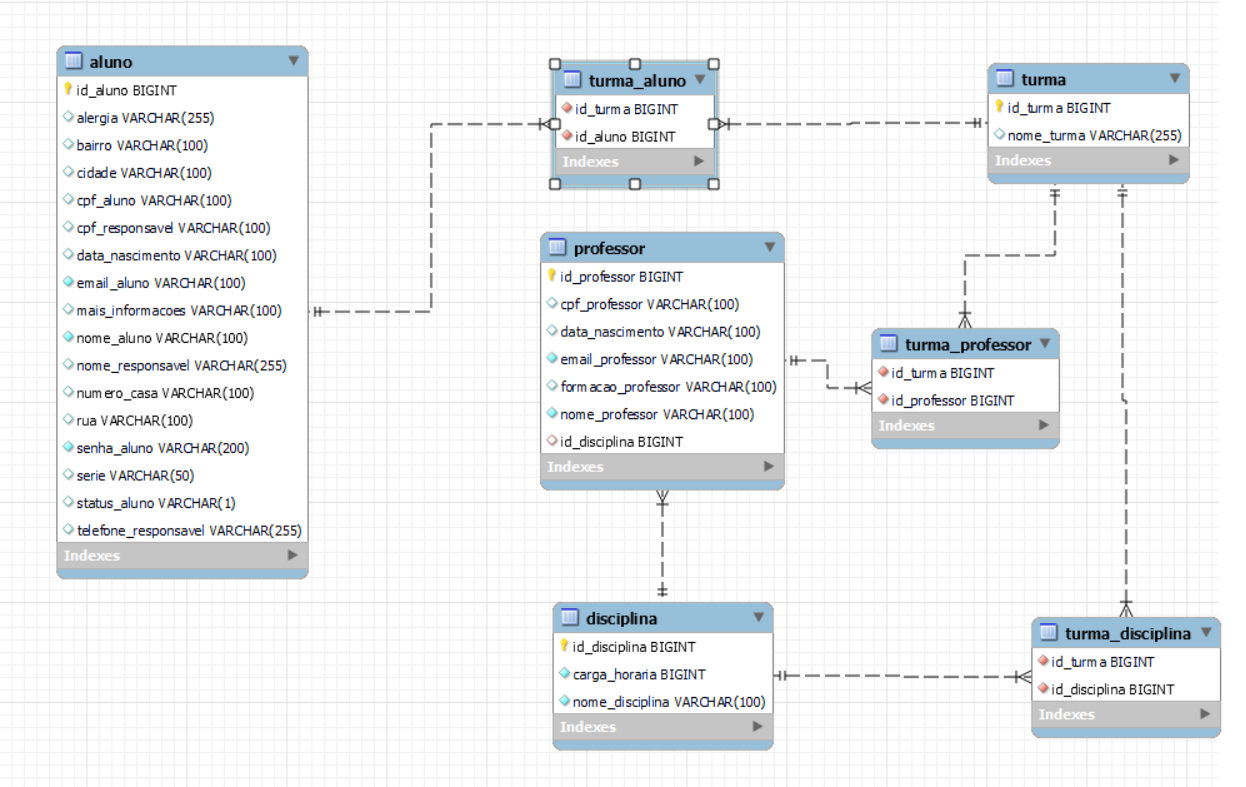 aluno
id_aluno BIGINT
alergia VARCHAR(255)
bairro VARCHAR(100)
cidade VARCHAR(100)
cpf_aluno VARCHAR(100)
cpf_responsavel VARCHAR(100)
data_nascimento VARCHAR(100)
email_aluno VARCHAR(100)
mais_informacoes VARCHAR(100)
nome_aluno VARCHAR(100)
nome_responsavel VARCHAR(255)
numero_casa VARCHAR(100)
rua VARCHAR(100)
senha_aluno VARCHAR(200)
serie VARCHAR(50)
status_aluno VARCHAR(1)
telefone_responsavel VARCHAR(255)
Indexes
turma_aluno
id_turma BIGINT
id_aluno BIGINT
Indexes
turma
id_turma BIGINT
nome_turma VARCHAR(255)
Indexes
professor
id_professor BIGINT
cpf_professor VARCHAR(100)
data_nascimento VARCHAR(100)
email_professor VARCHAR(100)
formacao_professor VARCHAR(100)
nome_professor VARCHAR(100)
id_disciplina BIGINT
Indexes
turma_professor
id_turma BIGINT
id_professor BIGINT
Indexes
disciplina
id_disciplina BIGINT
carga_horaria BIGINT
nome_disciplina VARCHAR(100)
Indexes
turma_disciplina
id_turma BIGINT
id_disciplina BIGINT
Indexes